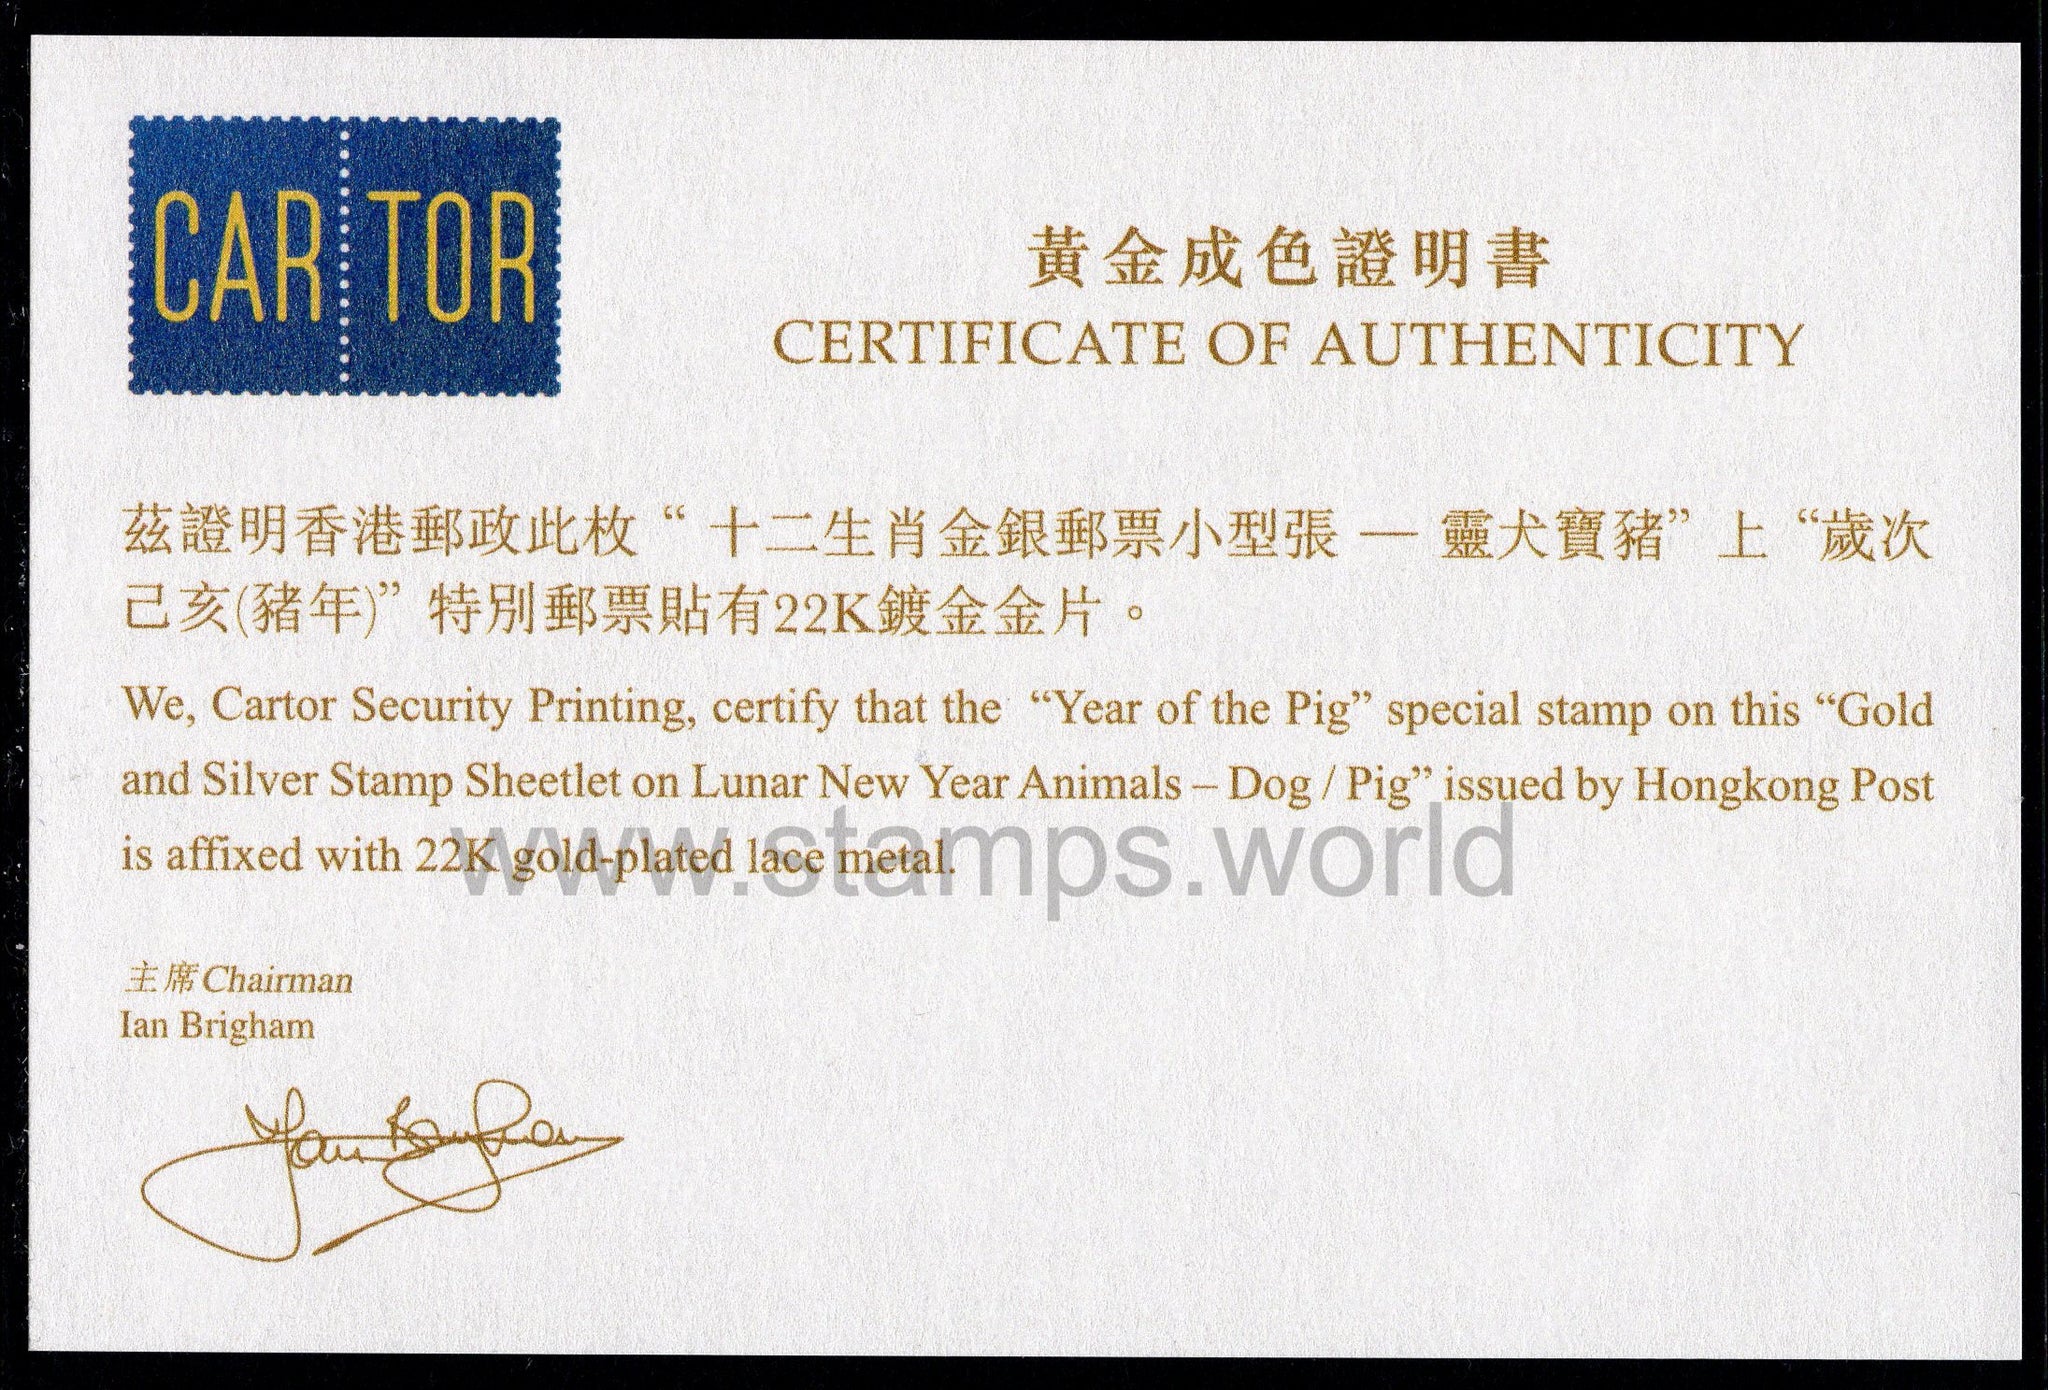 CARTOR
黃金成色證明書
CERTIFICATE OF AUTHENTICITY
茲證明香港郵政此枚“ 十二生肖金銀郵票小型張 — 靈犬寶豬” 上 “歲次
己亥(豬年)” 特別郵票貼有22K鍍金金片。
We, Cartor Security Printing, certify that the “Year of the Pig” special stamp on this “Gold
and Silver Stamp Sheetlet on Lunar New Year Animals – Dog / Pig” issued by Hongkong Post
is affixed with 22K gold-plated lace metal.
www.stamps.world
主席Chairman
Ian Brigham
Ian Brigham